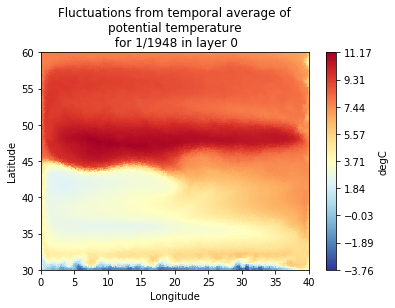 Fluctuations from temporal average of
potential temperature
for 1/1948 in layer 0
60
55
50
45
40
35
30
Latitude
0 5 10 15 20 25 30 35 40
Longitude
11.17
9.31
7.44
5.57
3.71
1.84
−0.03
−1.89
−3.76
degC